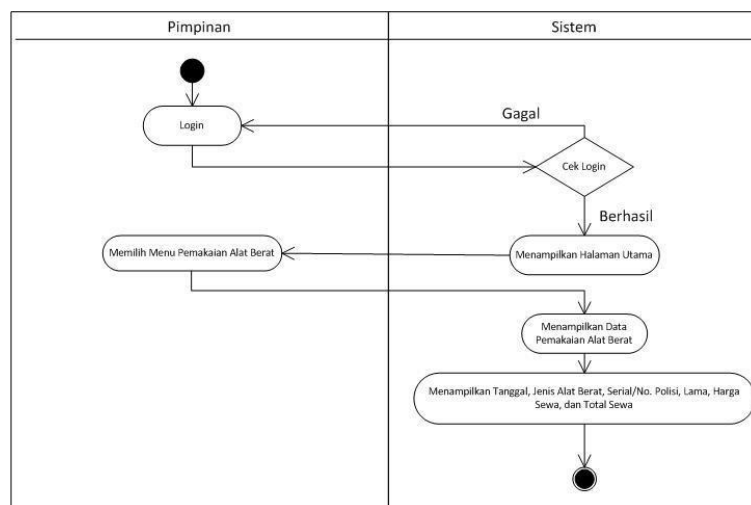 Pimpinan
Sistem
Login
Gagal
Cek Login
Berhasil
Memilih Menu Pemakaian Alat Berat
Menampilkan Halaman Utama
Menampilkan Data
Pemakaian Alat Berat
Menampilkan Tanggal, Jenis Alat Berat, Serial/No. Polisi, Lama, Harga
Sewa, dan Total Sewa